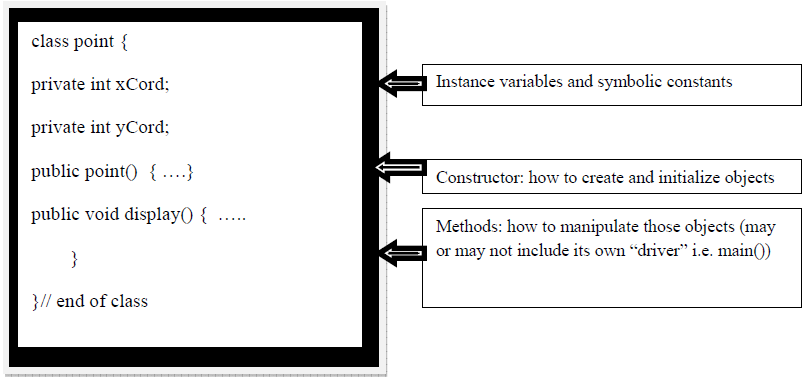 class point {
private int xCord;
private int yCord;
public point()  { ….}
public void display() {  …..
}
}// end of class
Instance variables and symbolic constants
Constructor: how to create and initialize objects
Methods: how to manipulate those objects (may
or may not include its own “driver” i.e. main())